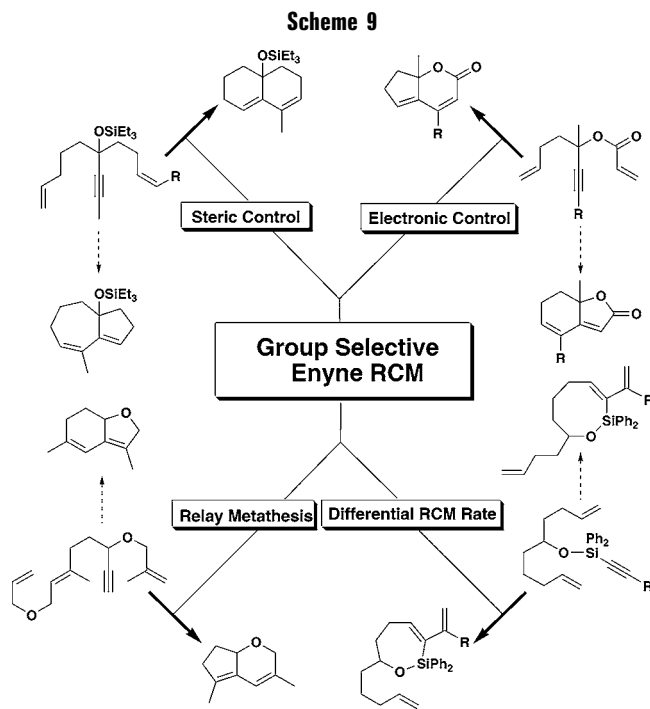 Scheme 9
OSiEt3
O
O
R
OSiEt3
R
O
O
R
Steric Control
Electronic Control
OSiEt3
O
O
R
Group Selective
Enyne RCM
R
SiPh2
O
O
Relay Metathesis
Differential RCM Rate
O
O
Ph2
O
Si
R
O
R
O
SiPh2